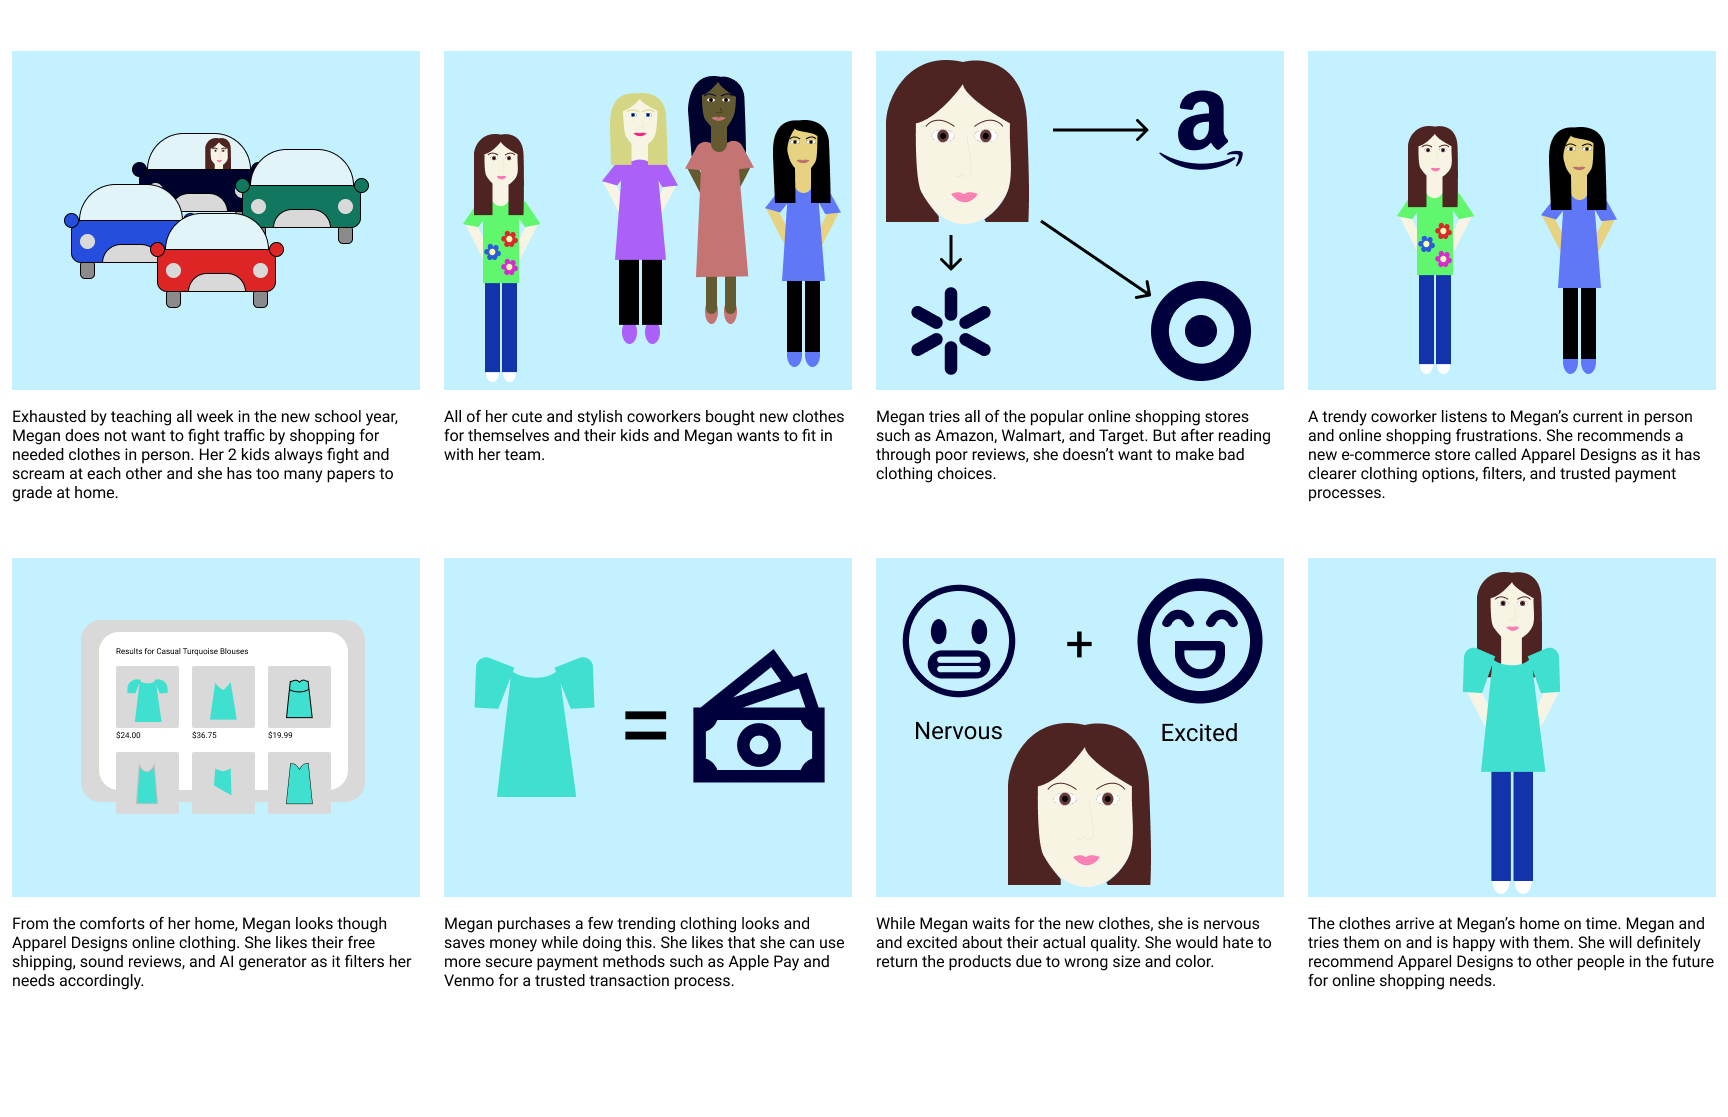 Exhausted by teaching all week in the new school year,
Megan does not want to fight traffic by shopping for
needed clothes in person. Her 2 kids always fight and
scream at each other and she has too many papers to
grade at home.
All of her cute and stylish coworkers bought new clothes
for themselves and their kids and Megan wants to fit in
with her team.
a
Megan tries all of the popular online shopping stores
such as Amazon, Walmart, and Target. But after reading
through poor reviews, she doesn’t want to make bad
clothing choices.
A trendy coworker listens to Megan’s current in person
and online shopping frustrations. She recommends a
new e-commerce store called Apparel Designs as it has
clearer clothing options, filters, and trusted payment
processes.
Results for Casual Turquoise Blouses
$24.00
$36.75
$19.99
From the comforts of her home, Megan looks though
Apparel Designs online clothing. She likes their free
shipping, sound reviews, and AI generator as it filters her
needs accordingly.
=
Megan purchases a few trending clothing looks and
saves money while doing this. She likes that she can use
more secure payment methods such as Apple Pay and
Venmo for a trusted transaction process.
+
Nervous
Excited
While Megan waits for the new clothes, she is nervous
and excited about their actual quality. She would hate to
return the products due to wrong size and color.
The clothes arrive at Megan’s home on time. Megan and
tries them on and is happy with them. She will definitely
recommend Apparel Designs to other people in the future
for online shopping needs.